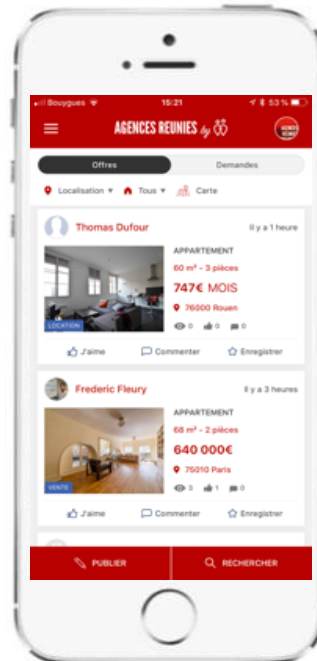 Bouygues 15:21 53 %
AGENCES REUNIES by
Offres Demandes
Localisation Tous Carte
Thomas Dufour Il y a 1 heure
APPARTEMENT
60 m² - 3 pièces
747€ MOIS
76000 Rouen
LOCATION
0 0 0
J'aime Commenter Enregistrer
Frederic Fleury Il y a 3 heures
APPARTEMENT
68 m² - 2 pièces
640 000€
75010 Paris
VENTE
3 1 0
J'aime Commenter Enregistrer
PUBLIER RECHERCHER